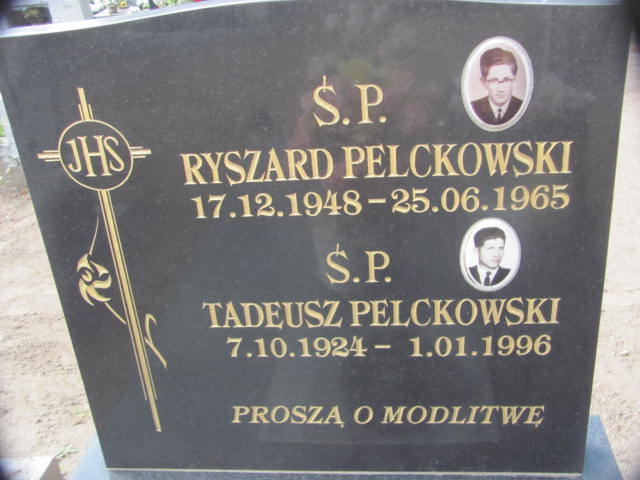 JHS
Ś.P.
RYSZARD PELCKOWSKI
17.12.1948 – 25.06.1965
Ś.P.
TADEUSZ PELCKOWSKI
7.10.1924 – 1.01.1996
PROSZĄ O MODLITWĘ